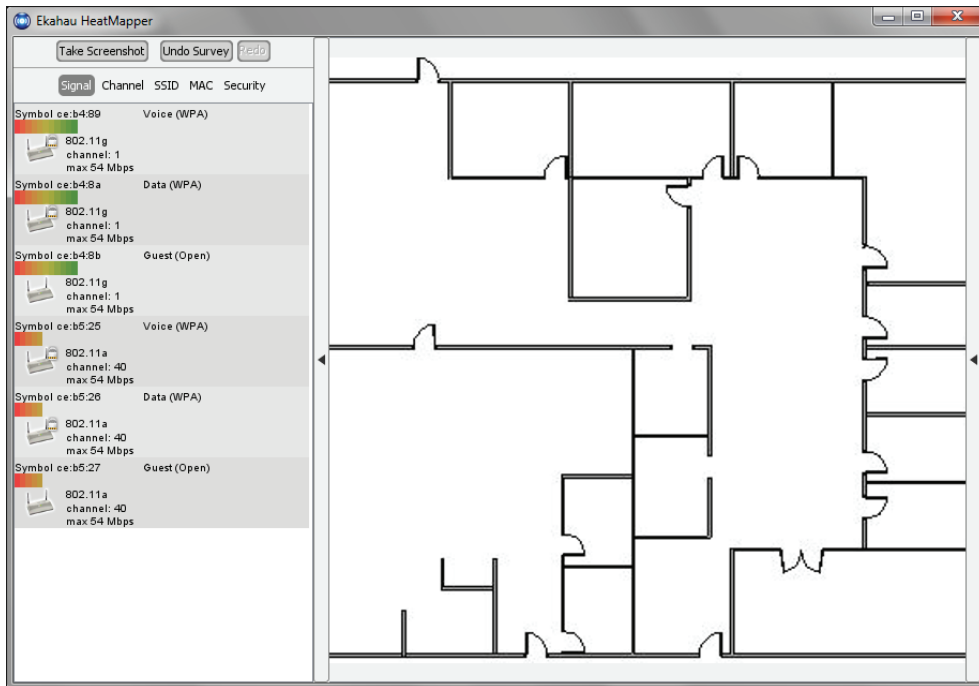 Ekahau HeatMapper
Take Screenshot Undo Survey Redo
Signal Channel SSID MAC Security
Symbol ce:b4:89 Voice (WPA)
802.11g
channel: 1
max 54 Mbps
Symbol ce:b4:8a Data (WPA)
802.11g
channel: 1
max 54 Mbps
Symbol ce:b4:8b Guest (Open)
802.11g
channel: 1
max 54 Mbps
Symbol ce:b5:25 Voice (WPA)
802.11a
channel: 40
max 54 Mbps
Symbol ce:b5:26 Data (WPA)
802.11a
channel: 40
max 54 Mbps
Symbol ce:b5:27 Guest (Open)
802.11a
channel: 40
max 54 Mbps